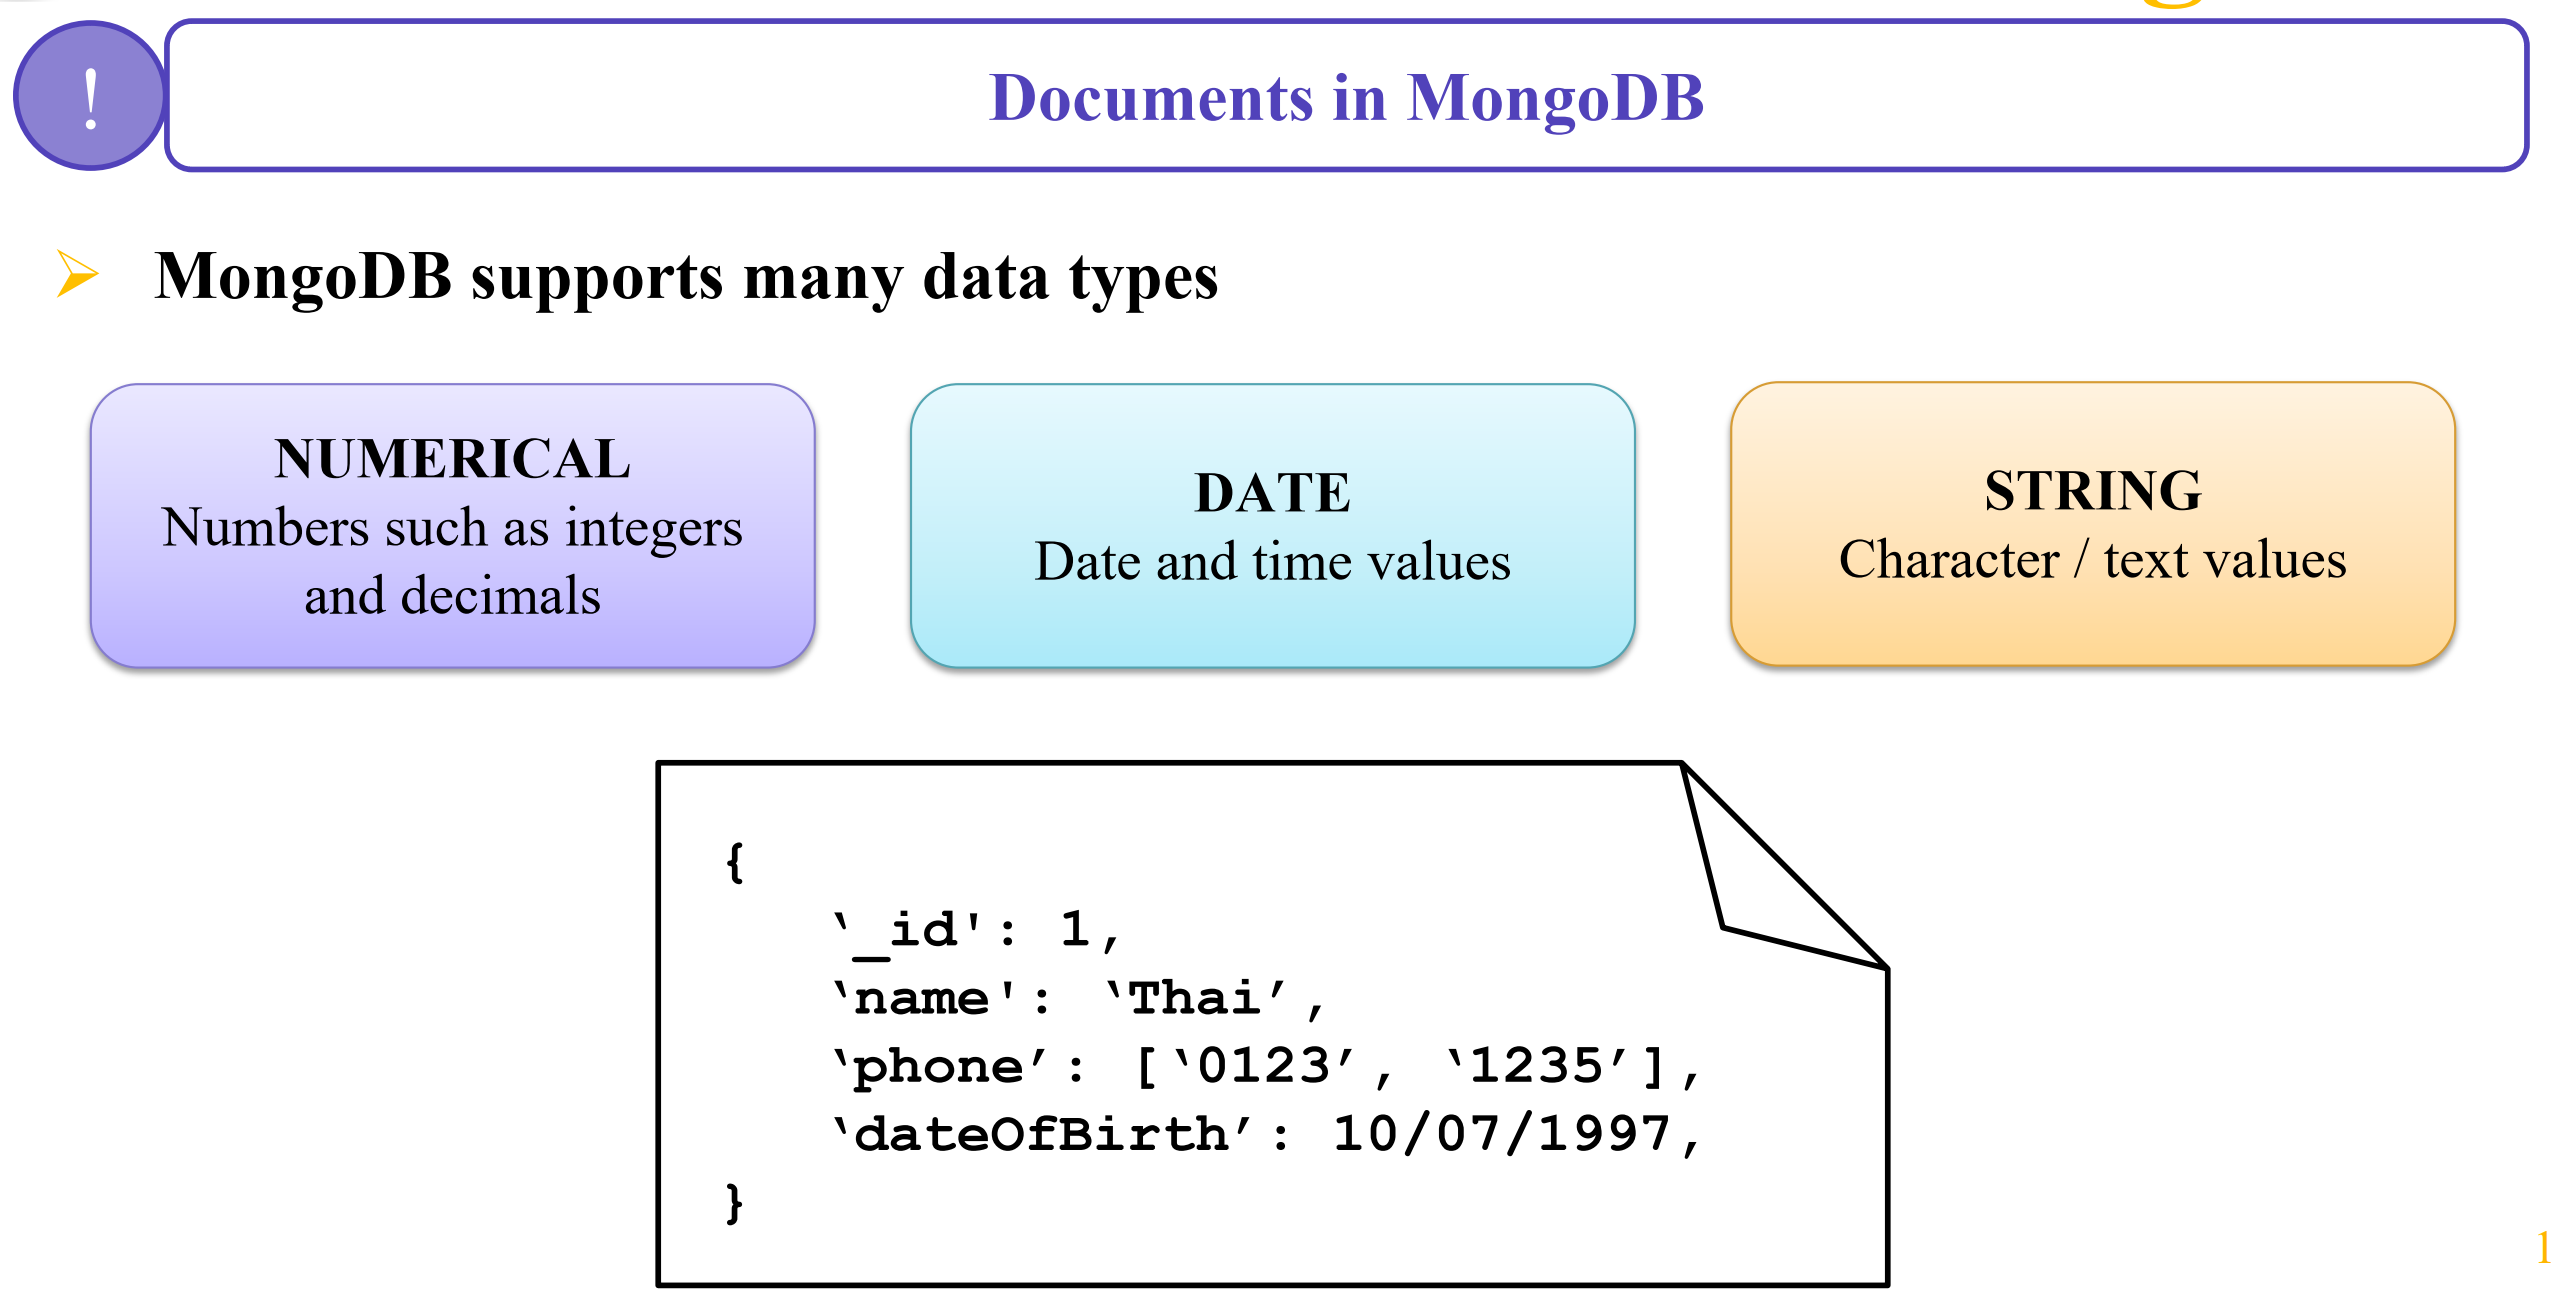 !
Documents in MongoDB
MongoDB supports many data types
NUMERICAL
Numbers such as integers
and decimals
DATE
Date and time values
STRING
Character / text values
{
‘_id': 1,
‘name': ‘Thai’,
‘phone’: [‘0123’, ‘1235’],
‘dateOfBirth’: 10/07/1997,
}
1